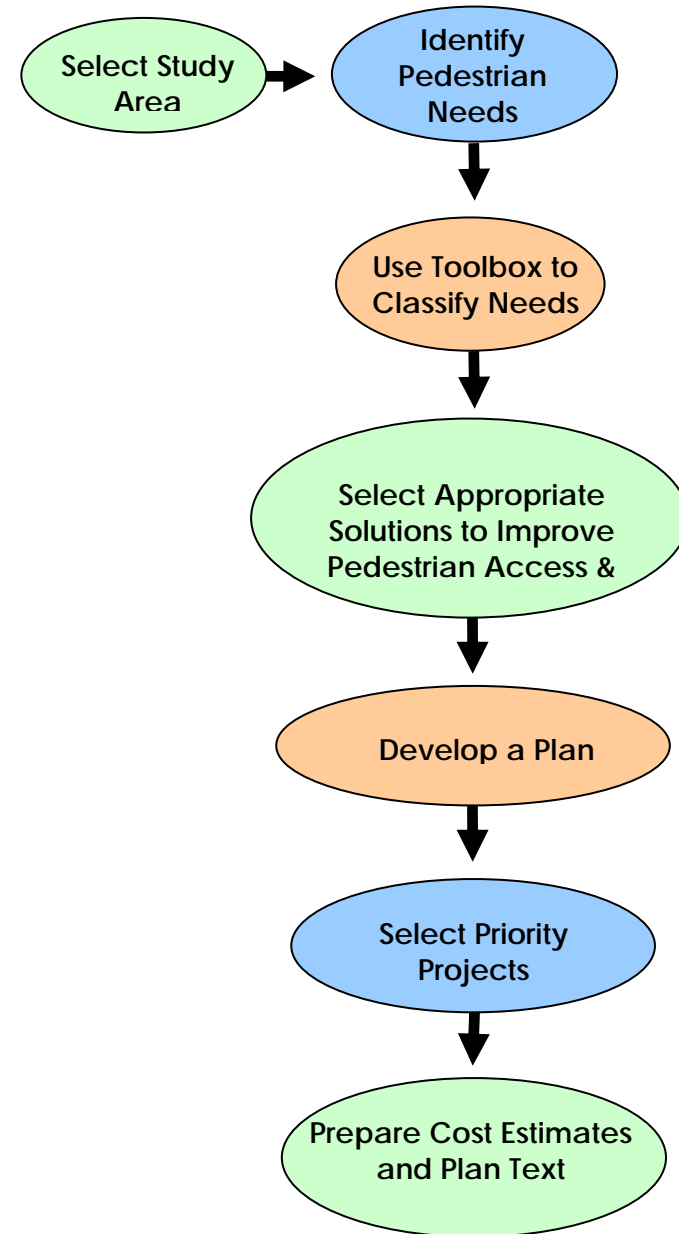 Select Study
Area
Identify
Pedestrian
Needs
Use Toolbox to
Classify Needs
Select Appropriate
Solutions to Improve
Pedestrian Access &
Develop a Plan
Select Priority
Projects
Prepare Cost Estimates
and Plan Text